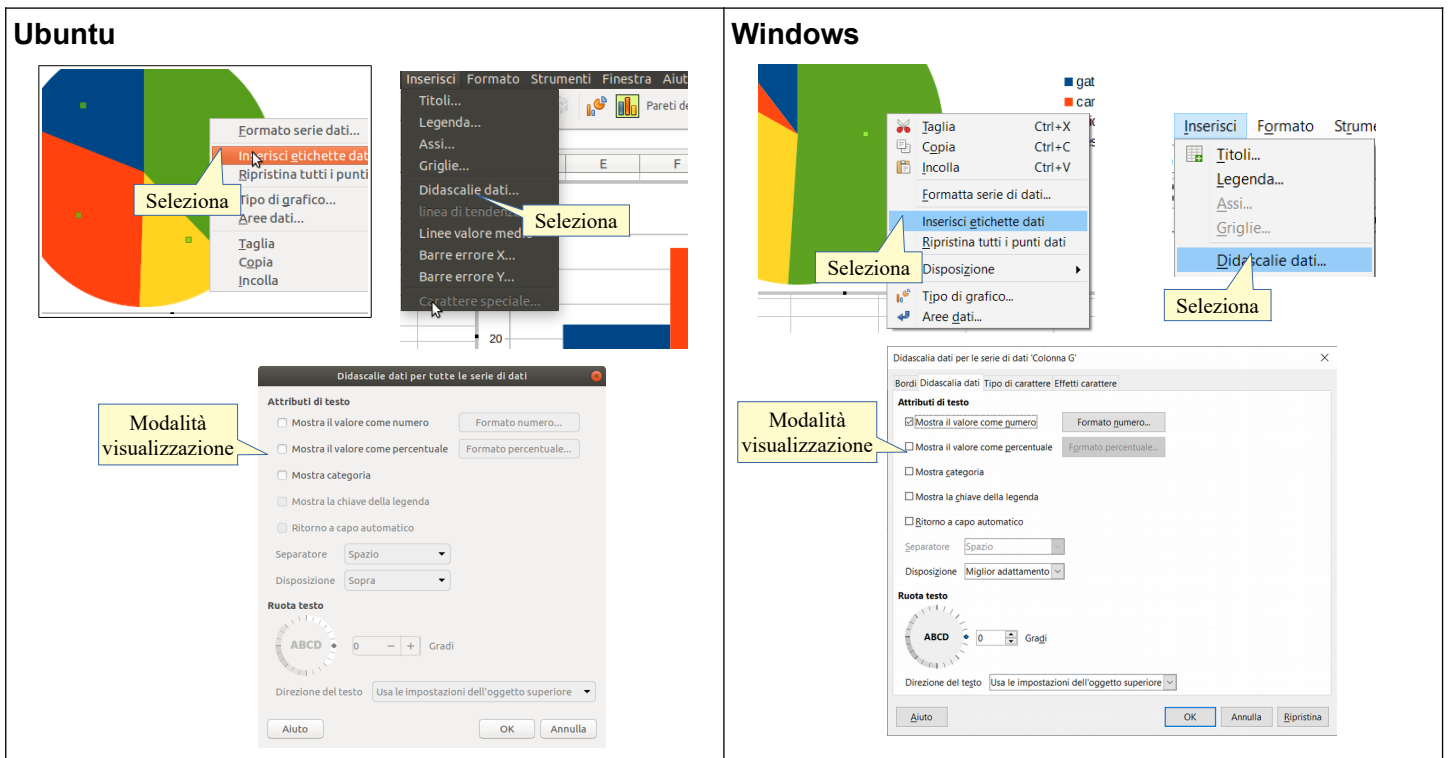 Ubuntu
Formato serie dati...
Inserisci etichette dat
Ripristina tutti i punti
Tipo di grafico...
Aree dati...
Taglia
Copia
Incolla
Seleziona
Inserisci Formato Strumenti Finestra Aiut
Titoli...
Legenda...
Assi...
Griglie...
Didascalie dati...
linea di tendenz
Linee valore medi
Barre errore X...
Barre errore Y...
Carattere speciale...
Pareti de
E F
20
Seleziona
Didascalie dati per tutte le serie di dati
Attributi di testo
Mostra il valore come numero Formato numero...
Mostra il valore come percentuale Formato percentuale...
Mostra categoria
Mostra la chiave della legenda
Ritorno a capo automatico
Separatore Spazio
Disposizione Sopra
Ruota testo
ABCD 0 − + Gradi
Direzione del testo Usa le impostazioni dell'oggetto superiore
Aiuto OK Annulla
Modalità
visualizzazione
Windows
gat
car
Taglia Ctrl+X
Copia Ctrl+C
Incolla Ctrl+V
Formatta serie di dati...
Inserisci etichette dati
Ripristina tutti i punti dati
Disposizione
Tipo di grafico...
Aree dati...
Seleziona
Inserisci Formato Strume
Titoli...
Legenda...
Assi...
Griglie...
Didascalie dati...
Seleziona
Didascalia dati per le serie di dati 'Colonna G'
Bordi Didascalia dati Tipo di carattere Effetti carattere
Attributi di testo
Mostra il valore come numero Formato numero...
Mostra il valore come percentuale Formato percentuale...
Mostra categoria
Mostra la chiave della legenda
Ritorno a capo automatico
Separatore Spazio
Disposizione Miglior adattamento
Ruota testo
ABCD 0 Gradi
Direzione del testo Usa le impostazioni dell'oggetto superiore
Aiuto OK Annulla Ripristina
Modalità
visualizzazione